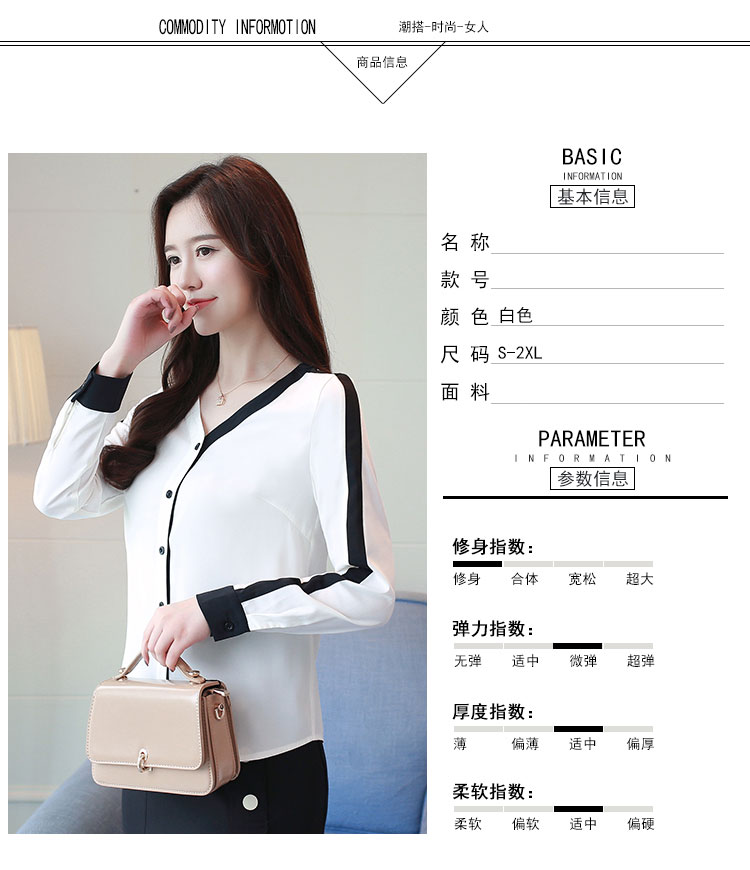 COMMODITY INFORMOTION
潮搭-时尚-女人
商品信息
BASIC
INFORMATION
基本信息
名 称
款 号
颜 色 白色
尺 码 S-2XL
面 料
PARAMETER
INFORMATION
参数信息
修身指数：
修身 合体 宽松 超大
弹力指数：
无弹 适中 微弹 超弹
厚度指数：
薄 偏薄 适中 偏厚
柔软指数：
柔软 偏软 适中 偏硬